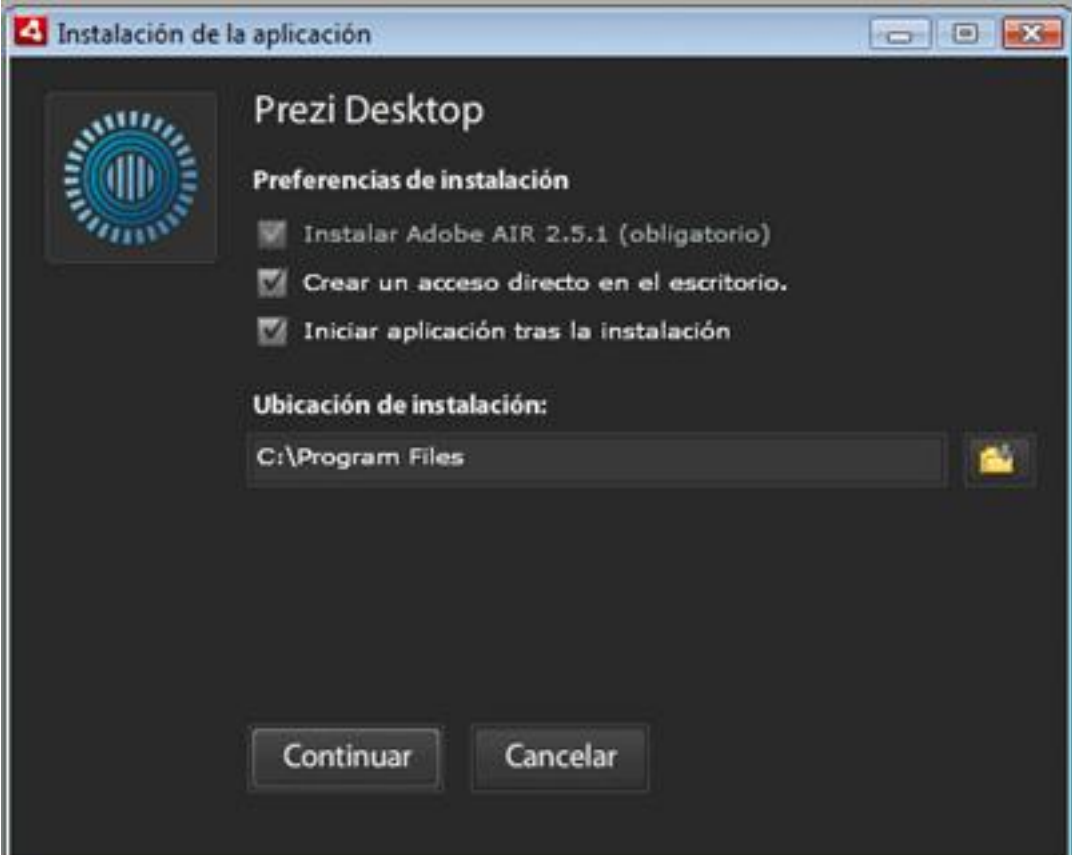 Instalación de la aplicación
Prezi Desktop
Preferencias de instalación
Instalar Adobe AIR 2.5.1 (obligatorio)
Crear un acceso directo en el escritorio.
Iniciar aplicación tras la instalación
Ubicación de instalación:
C:\Program Files
Continuar
Cancelar